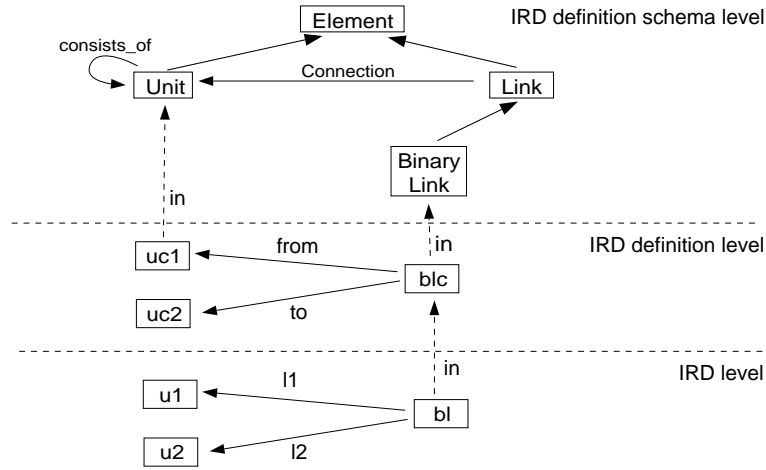 Element
IRD definition schema level
consists_of
Connection
Unit
Link
Binary
Link
in
in
IRD definition level
uc1
from
blc
uc2
to
in
IRD level
u1
l1
bl
u2
l2